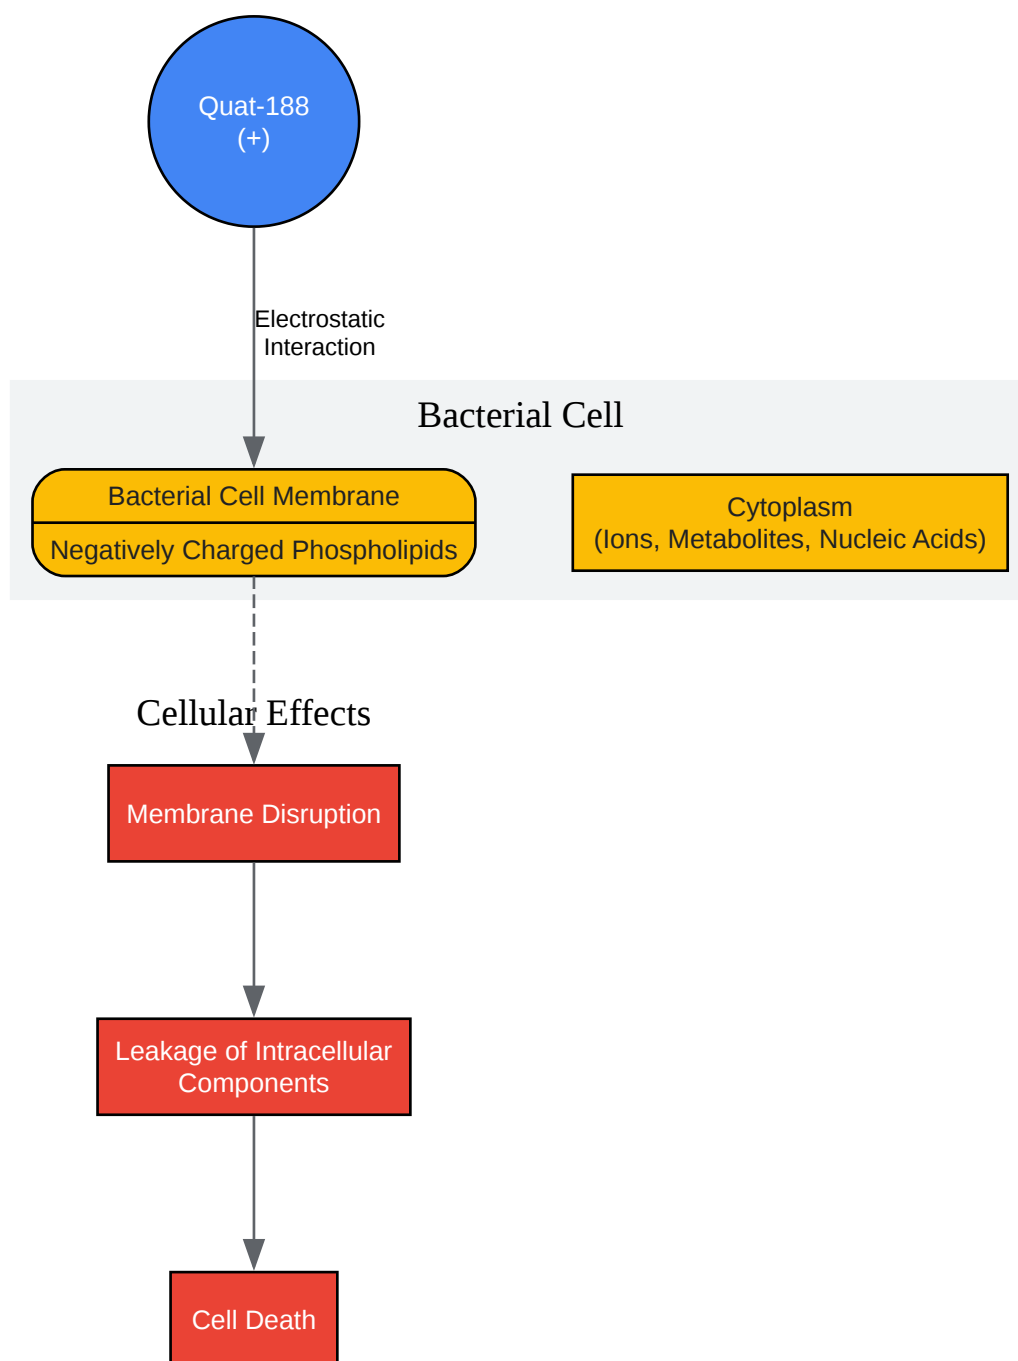 Quat-188
(+)
Electrostatic
Interaction
Bacterial Cell
Bacterial Cell Membrane
Negatively Charged Phospholipids
Cytoplasm
(Ions, Metabolites, Nucleic Acids)
Cellular Effects
Membrane Disruption
Leakage of Intracellular
Components
Cell Death